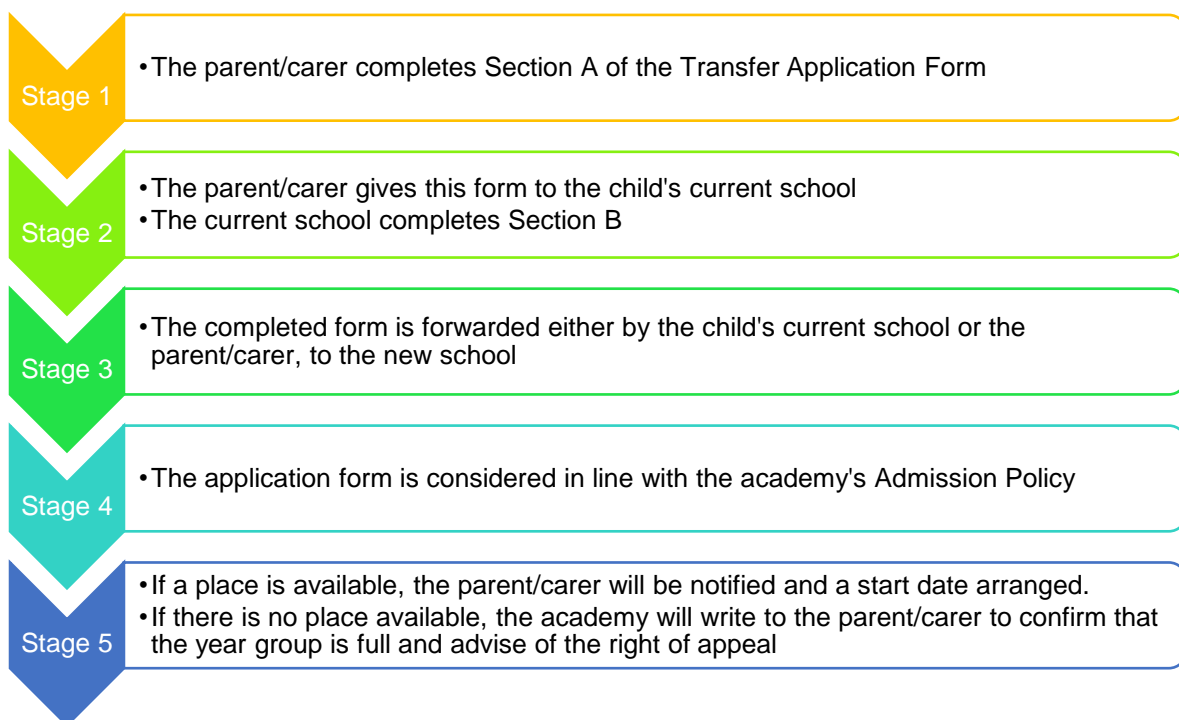 Stage 1
•The parent/carer completes Section A of the Transfer Application Form
Stage 2
•The parent/carer gives this form to the child's current school
•The current school completes Section B
Stage 3
•The completed form is forwarded either by the child's current school or the
parent/carer, to the new school
Stage 4
•The application form is considered in line with the academy's Admission Policy
Stage 5
•If a place is available, the parent/carer will be notified and a start date arranged.
•If there is no place available, the academy will write to the parent/carer to confirm that
the year group is full and advise of the right of appeal